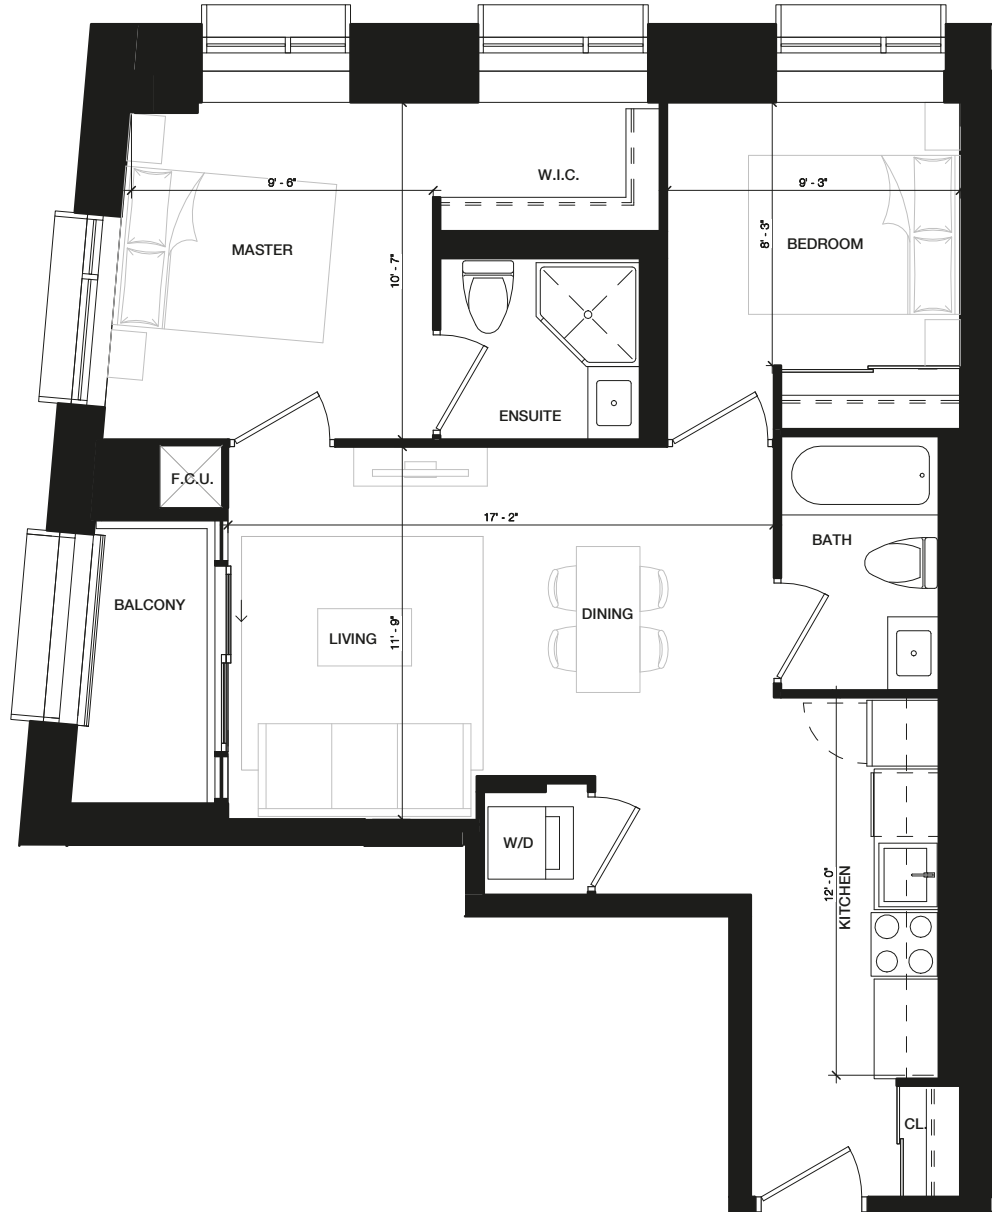 W.I.C.
9' - 6"
9' - 3"
MASTER
10' - 7"
8' - 3"
BEDROOM
ENSUITE
F.C.U.
17' - 2"
BATH
BALCONY
LIVING
11' - 9"
DINING
W/D
12' - 0"
KITCHEN
CL.